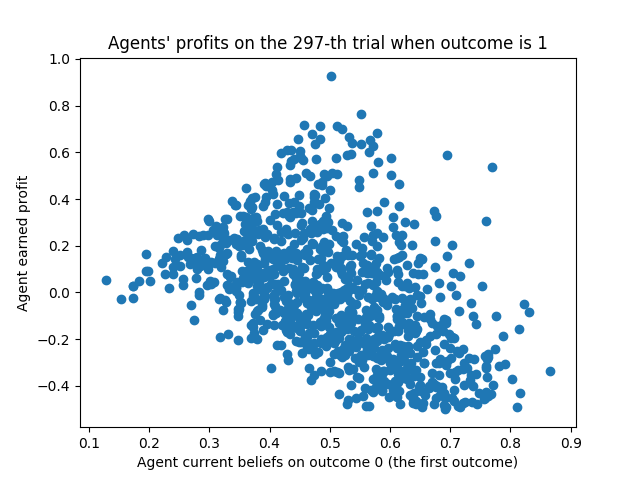 Agents' profits on the 297-th trial when outcome is 1
Agent earned profit
1.0
0.8
0.6
0.4
0.2
0.0
−0.2
−0.4
0.1 0.2 0.3 0.4 0.5 0.6 0.7 0.8 0.9
Agent current beliefs on outcome 0 (the first outcome)